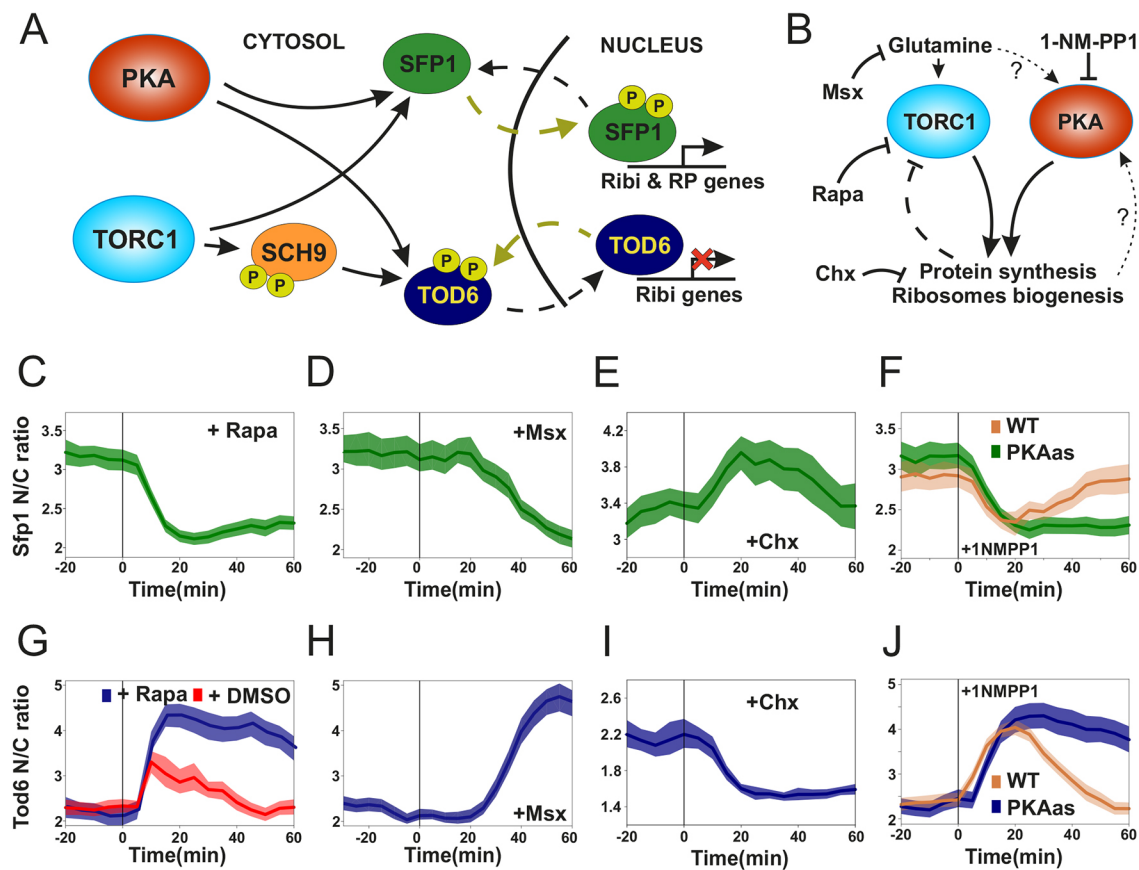 A
CYTOSOL
NUCLEUS
PKA
SFP1
P
P
SFP1
Ribi & RP genes
TORC1
SCH9
P
P
P
P
TOD6
TOD6
Ribi genes
B
Glutamine
1-NM-PP1
?
Msx
TORC1
PKA
Rapa
?
Chx
Protein synthesis
Ribosomes biogenesis
C
Sfp1 N/C ratio
+ Rapa
3.5
3
2.5
2
-20 0 20 40 60
Time(min)
D
+Msx
3.5
3
2.5
2
-20 0 20 40 60
Time(min)
E
4.2
3.8
3.4
3
+Chx
-20 0 20 40 60
Time(min)
F
3.5
3
2.5
2
WT
PKAas
+1NMPP1
-20 0 20 40 60
Time(min)
G
Tod6 N/C ratio
+ Rapa + DMSO
5
4
3
2
-20 0 20 40 60
Time(min)
H
5
4
3
2
+Msx
-20 0 20 40 60
Time(min)
I
+Chx
2.6
2.2
1.8
1.4
-20 0 20 40 60
Time(min)
J
+1NMPP1
5
4
3
2
WT
PKAas
-20 0 20 40 60
Time(min)